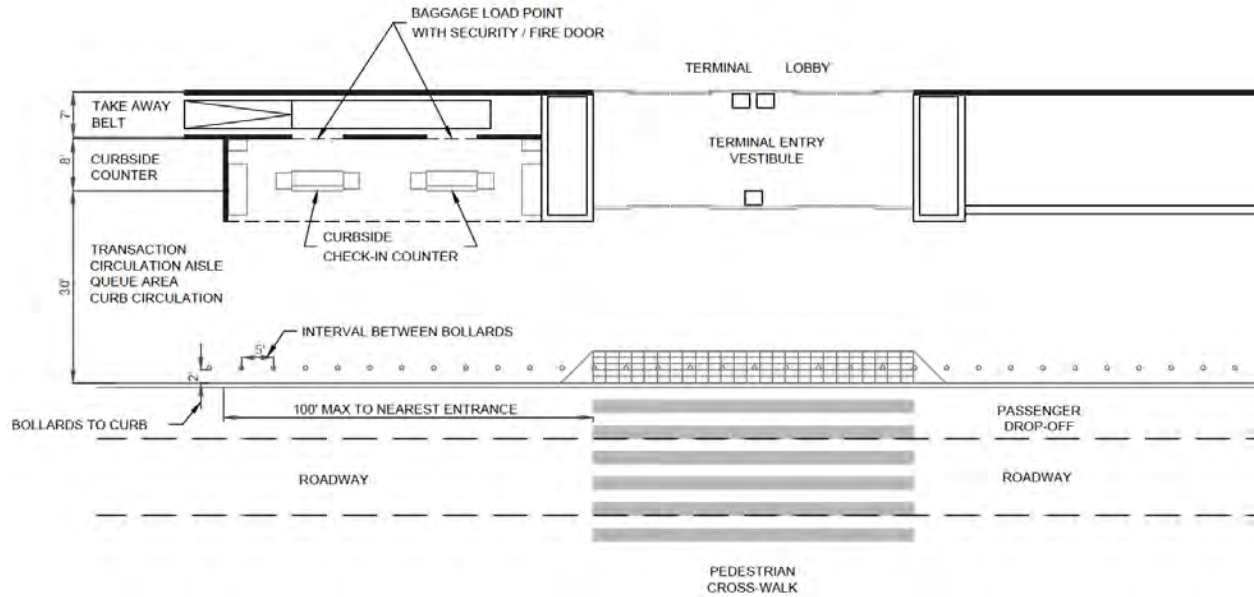 BAGGAGE LOAD POINT
WITH SECURITY / FIRE DOOR
TERMINAL LOBBY
7'
TAKE AWAY
BELT
8'
CURBSIDE
COUNTER
TERMINAL ENTRY
VESTIBULE
CURBSIDE
CHECK-IN COUNTER
30'
TRANSACTION
CIRCULATION AISLE
QUEUE AREA
CURB CIRCULATION
INTERVAL BETWEEN BOLLARDS
5'
2'
BOLLARDS TO CURB
100' MAX TO NEAREST ENTRANCE
PASSENGER
DROP-OFF
ROADWAY
ROADWAY
PEDESTRIAN
CROSS-WALK